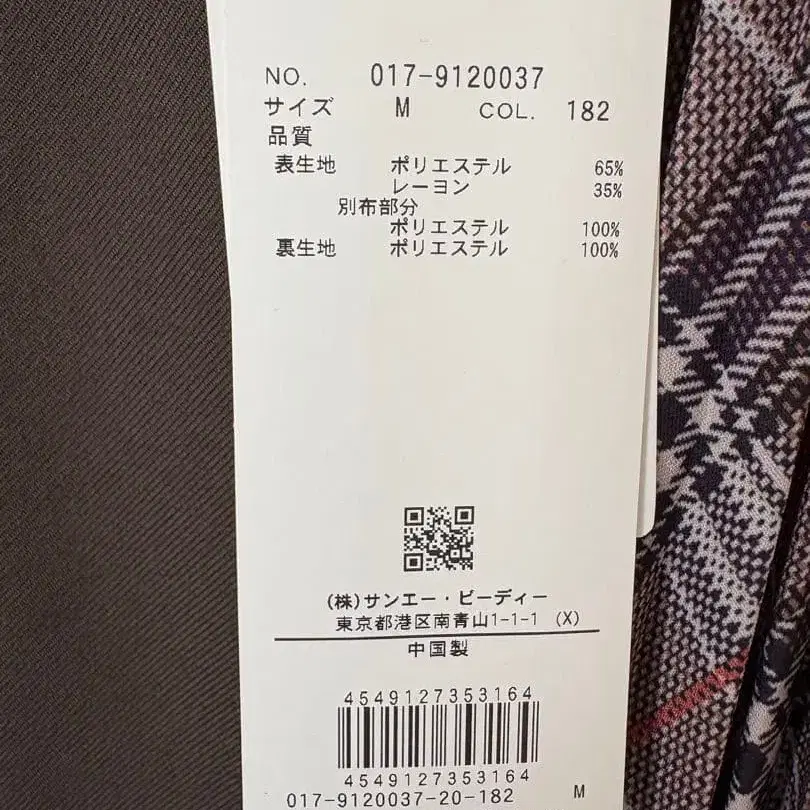 NO. 017-9120037
サイズ M COL. 182
品質
表生地 ポリエステル 65%
レーヨン 35%
別布部分
ポリエステル 100%
裏生地 ポリエステル 100%
(株)サンエー・ビーディー
東京都港区南青山1-1-1 (X)
中国製
4549127353164
4549127353164
017-9120037-20-182 M